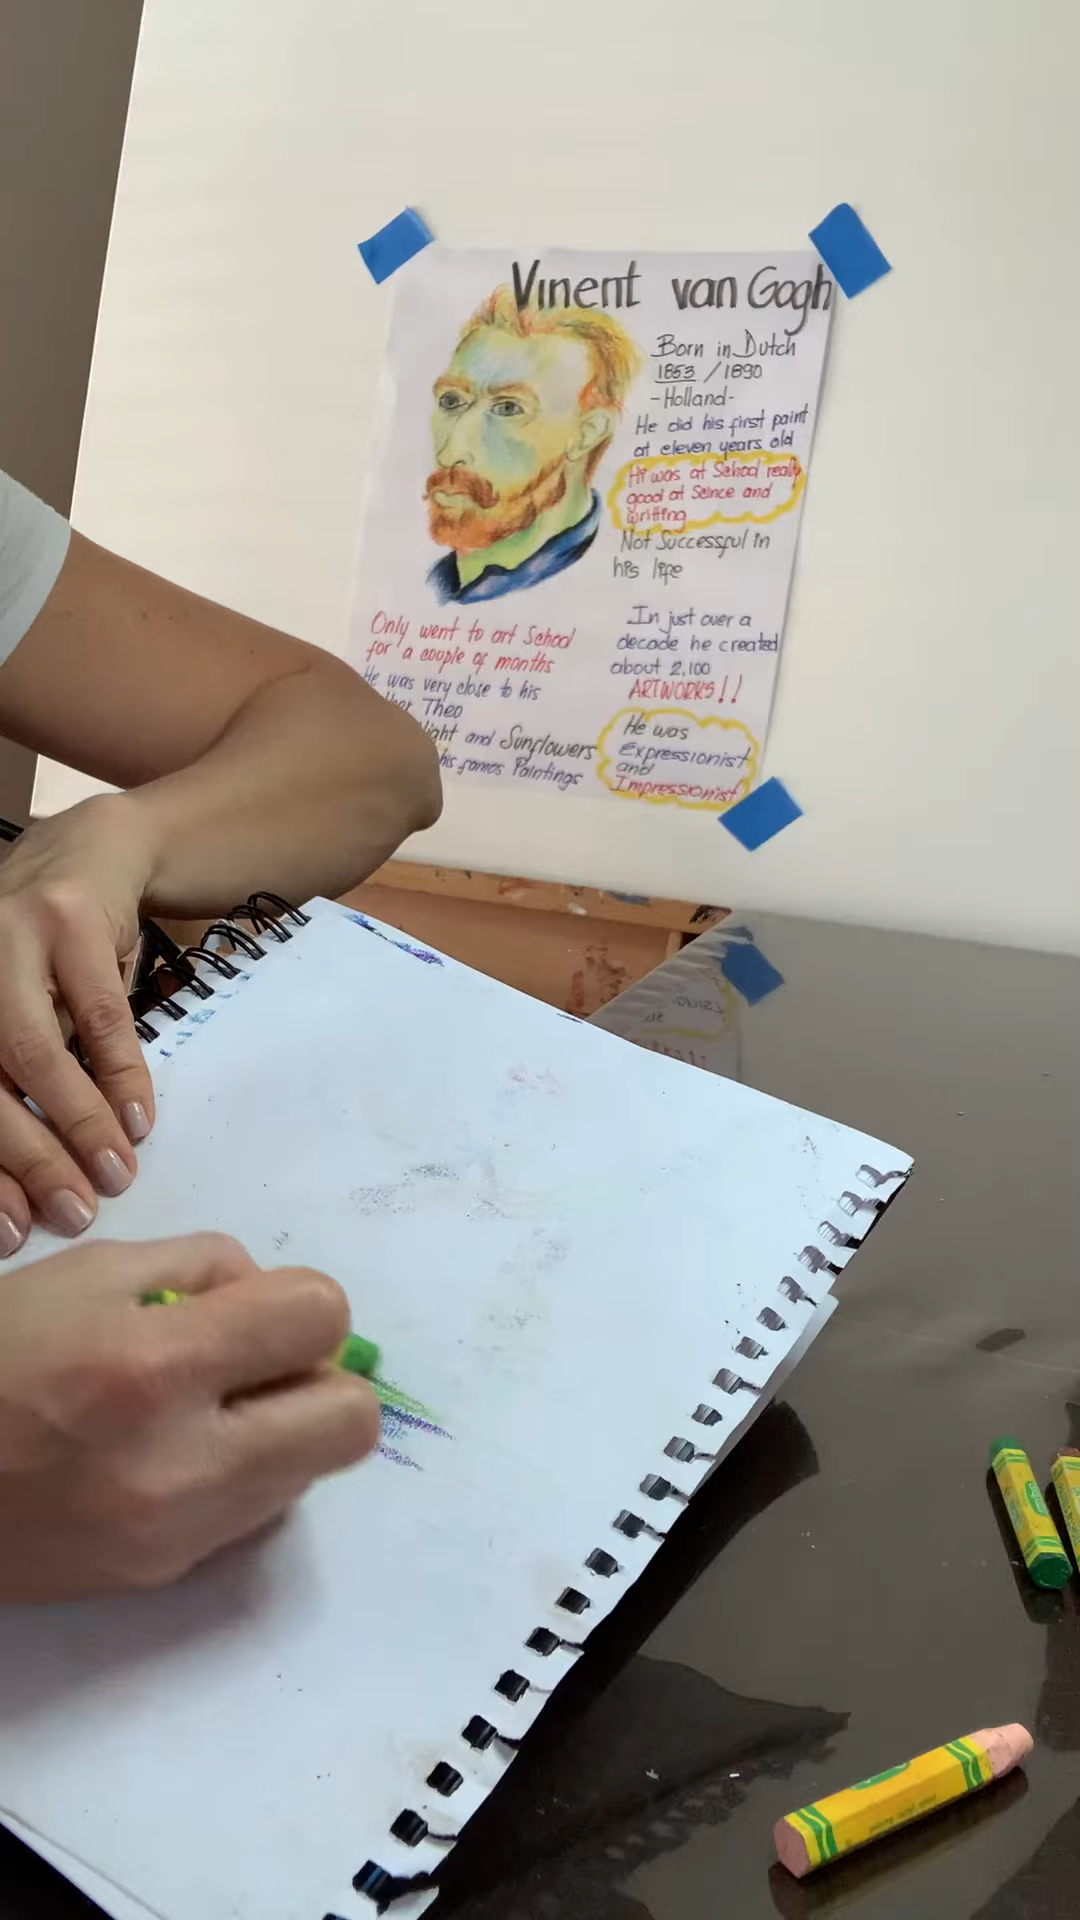 Vinent van Gogh
Born in Dutch
1853 / 1890
-Holland-
He did his first paint
at eleven years old
Hi was at School really
good at Scince and
writting
Not Successful in
his life
In just over a
decade he created
about 2,100
ARTWORKS!!
He was
Expressionist
and
Impressionist
Only went to art School
for a couple of months
He was very close to his
Theo
and Sunflowers
his famos Paintings